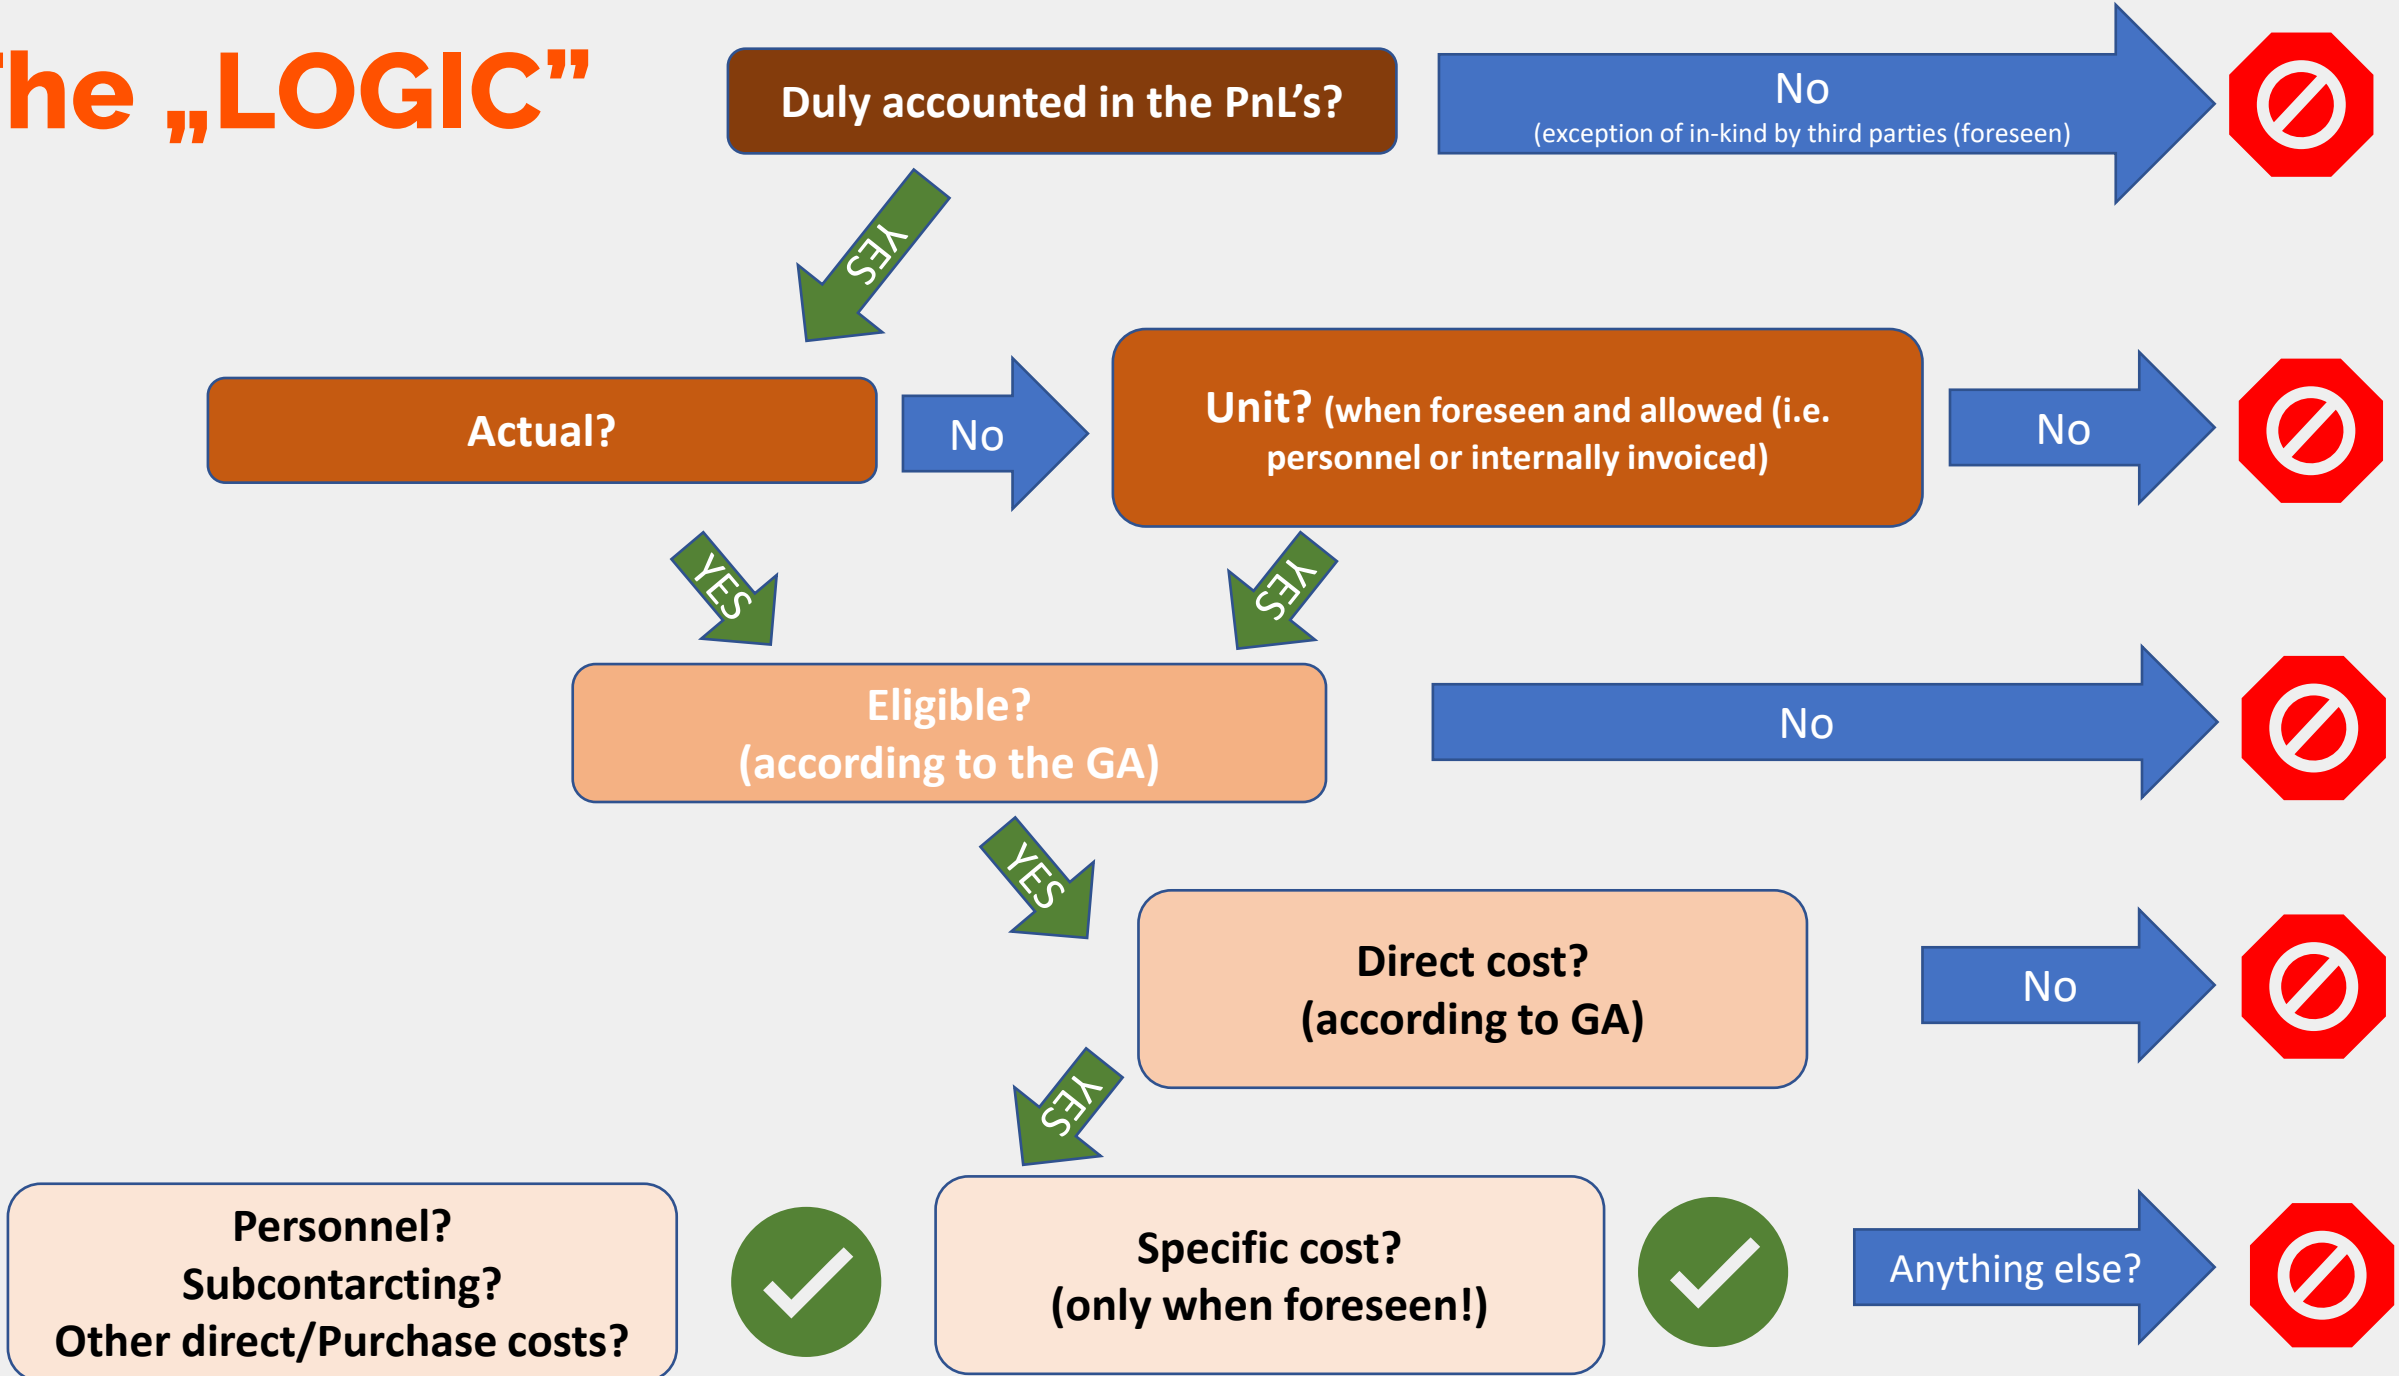 The „LOGIC”
Duly accounted in the PnL's?
No
(exception of in-kind by third parties (foreseen)
YES
Actual?
No
Unit? (when foreseen and allowed (i.e.
personnel or internally invoiced)
No
YES
YES
Eligible?
(according to the GA)
No
YES
Direct cost?
(according to GA)
No
YES
Personnel?
Subcontarcting?
Other direct/Purchase costs?
Specific cost?
(only when foreseen!)
Anything else?